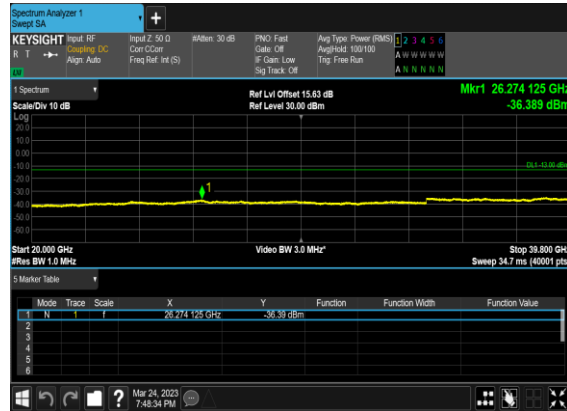 Spectrum Analyzer 1
Swept SA
+
KEYSIGHT Input: RF Input Z: 50 Ω #Atten: 30 dB PNO: Fast Avg Type: Power (RMS) 1 2 3 4 5 6
R T Coupling: DC Corr CCorr Gate: Off Avg|Hold: 100/100 A W W W W W
Align: Auto Freq Ref: Int (S) IF Gain: Low Trig: Free Run
Sig Track: Off A N N N N N
1 Spectrum Ref Lvl Offset 15.63 dB Mkr1 26.274 125 GHz
Scale/Div 10 dB Ref Level 30.00 dBm -36.389 dBm
Log
20.0
10.0
0.00
-10.0
DL1 -13.00 dBm
-20.0
-30.0
1
-40.0
-50.0
-60.0
Start 20.000 GHz Video BW 3.0 MHz* Stop 39.800 GHz
#Res BW 1.0 MHz Sweep 34.7 ms (40001 pts)
5 Marker Table
Mode Trace Scale X Y Function Function Width Function Value
1 N 1 f 26.274 125 GHz -36.39 dBm
2
3
4
5
6
? Mar 24, 2023
7:48:34 PM